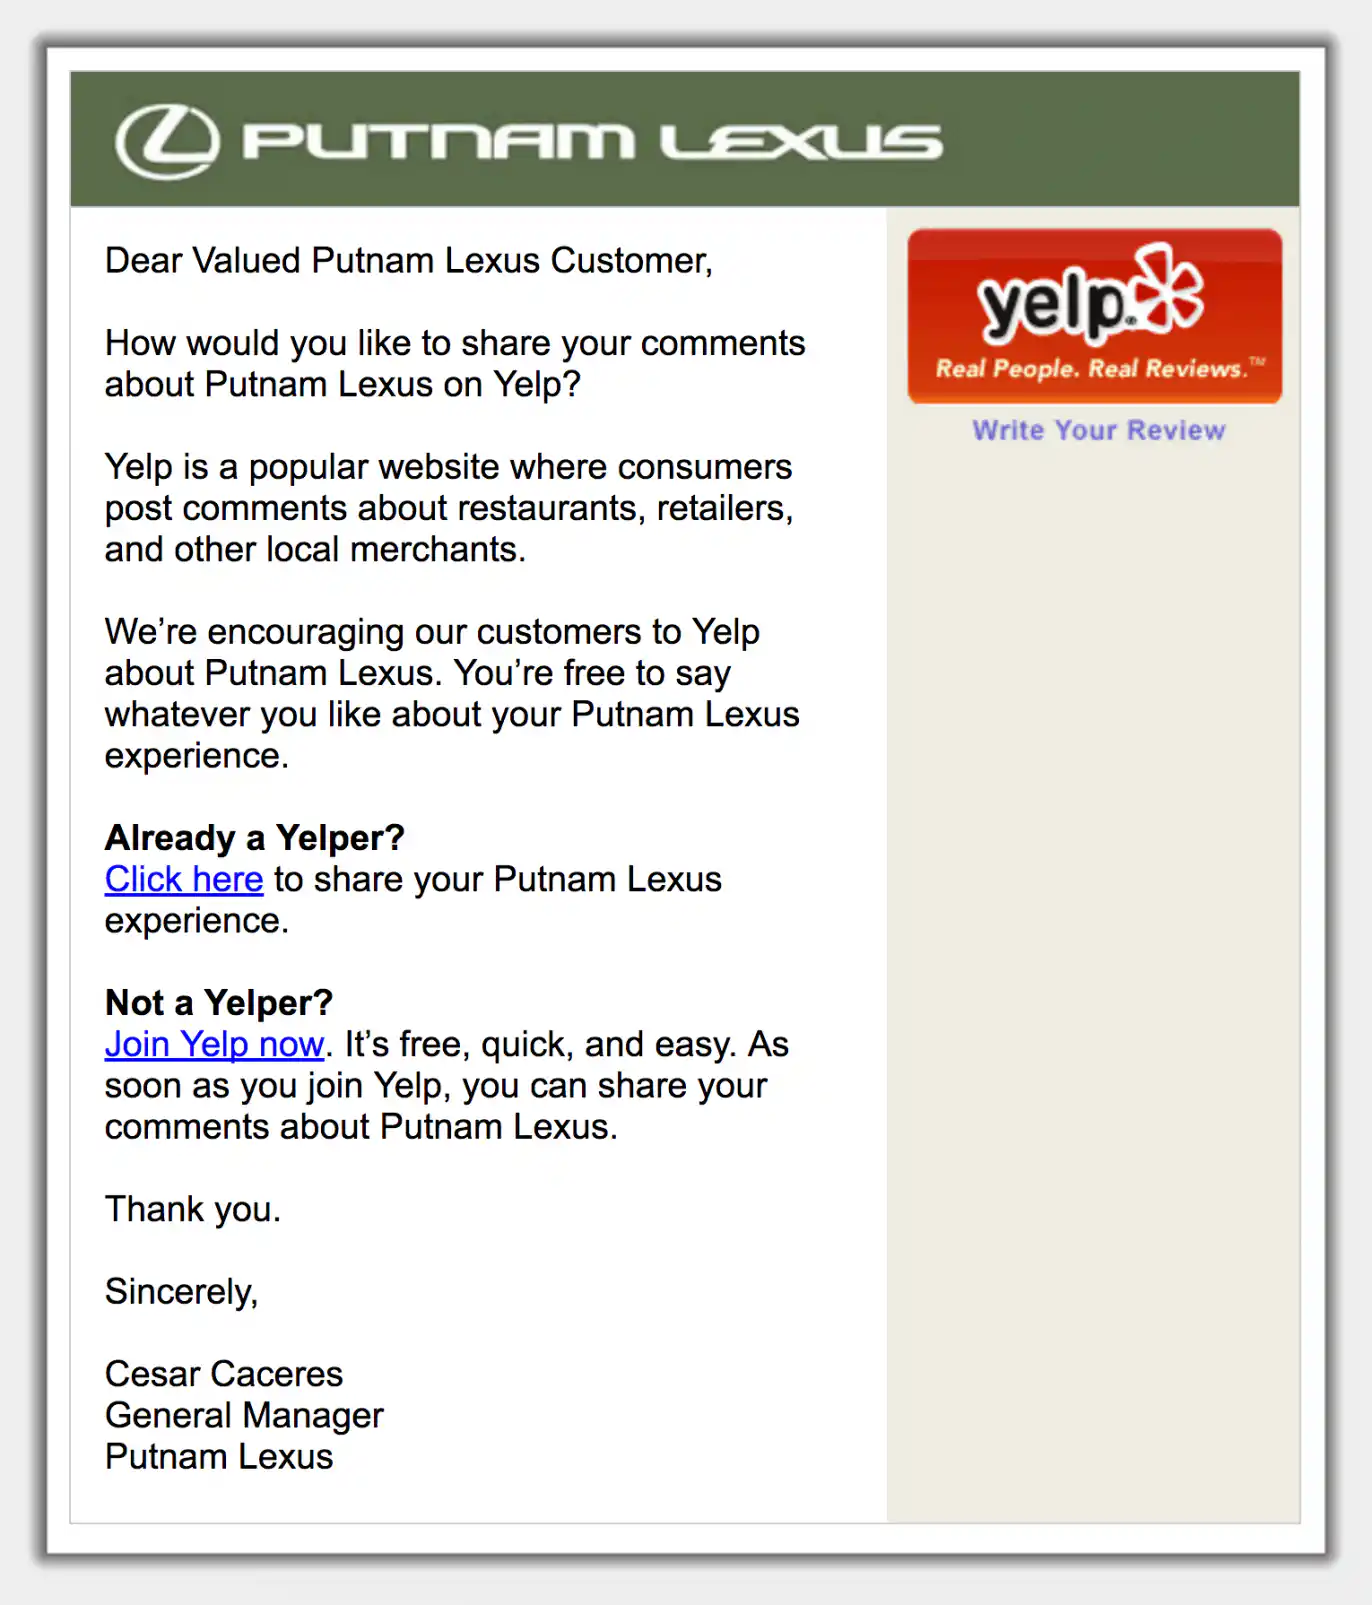 PUTNAM LEXUS
Dear Valued Putnam Lexus Customer,
How would you like to share your comments
about Putnam Lexus on Yelp?
Yelp is a popular website where consumers
post comments about restaurants, retailers,
and other local merchants.
We’re encouraging our customers to Yelp
about Putnam Lexus. You’re free to say
whatever you like about your Putnam Lexus
experience.
Already a Yelper?
Click here to share your Putnam Lexus
experience.
Not a Yelper?
Join Yelp now. It’s free, quick, and easy. As
soon as you join Yelp, you can share your
comments about Putnam Lexus.
Thank you.
Sincerely,
Cesar Caceres
General Manager
Putnam Lexus
yelp®
Real People. Real Reviews.™
Write Your Review